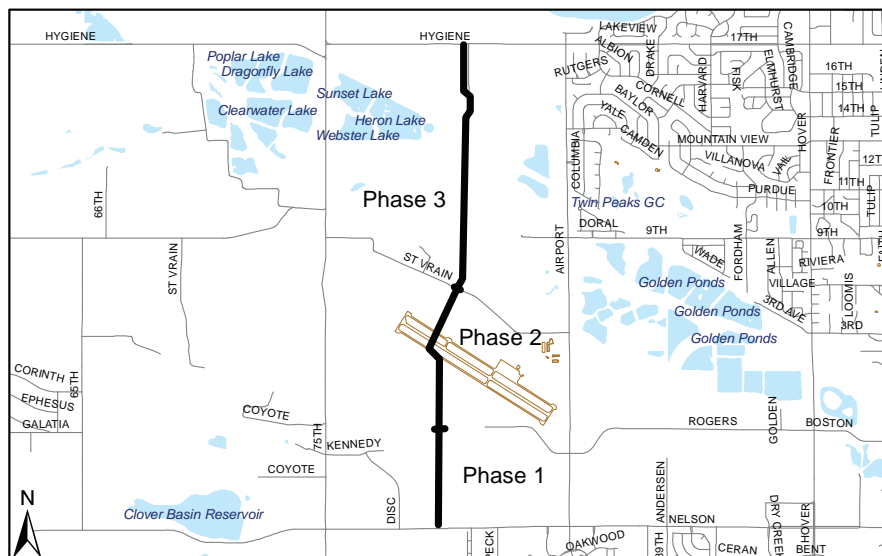 HYGIENE
HYGIENE
LAKEVIEW
17TH
CAMBRIDGE
ALBION
DRAKE
RUTGERS
HARVARD
FISK
ELMHURST
16TH
15TH
14TH
TULIP
Poplar Lake
Dragonfly Lake
Sunset Lake
Clearwater Lake
Heron Lake
Webster Lake
CORNELL
BAYLOR
YALE
CAMDEN
COLUMBIA
MOUNTAIN VIEW
HOVER
VILLANOVA
VAIL
PURDUE
FRONTIER
12TH
11TH
TULIP
10TH
66TH
Phase 3
Twin Peaks GC
DORAL
9TH
9TH
AIRPORT
WADE
FORDHAM
ALLEN
RIVIERA
VILLAGE
LOOMIS
3RD AVE
3RD
ST VRAIN
ST VRAIN
Golden Ponds
Golden Ponds
Golden Ponds
Phase 2
CORINTH
65TH
EPHESUS
GALATIA
COYOTE
75TH
KENNEDY
COYOTE
ROGERS
GOLDEN
BOSTON
Phase 1
N
Clover Basin Reservoir
DISC
ANDERSEN
NELSON
DRY CREEK
HOVER
PECK
OAKWOOD
89TH
CERAN
BENT